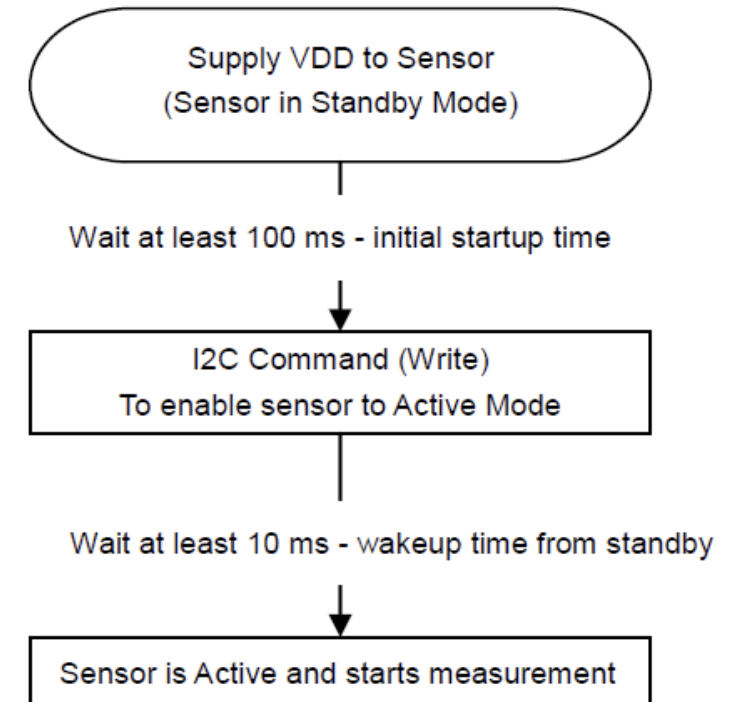 Supply VDD to Sensor
(Sensor in Standby Mode)
Wait at least 100 ms - initial startup time
I2C Command (Write)
To enable sensor to Active Mode
Wait at least 10 ms - wakeup time from standby
Sensor is Active and starts measurement